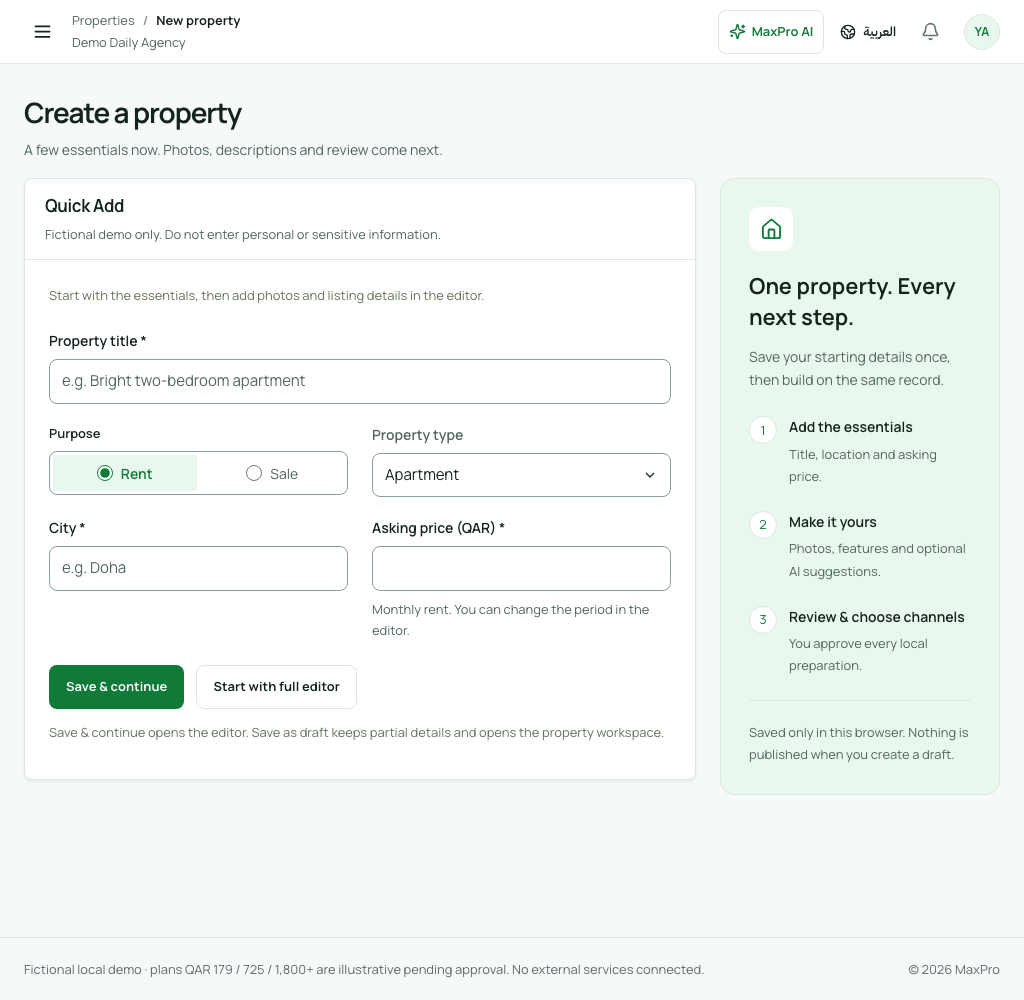 Properties / New property
Demo Daily Agency
MaxPro AI
العربية
YA
Create a property
A few essentials now. Photos, descriptions and review come next.
Quick Add
Fictional demo only. Do not enter personal or sensitive information.
Start with the essentials, then add photos and listing details in the editor.
Property title *
e.g. Bright two-bedroom apartment
Purpose
Rent
Sale
Property type
Apartment
City *
e.g. Doha
Asking price (QAR) *
Monthly rent. You can change the period in the
editor.
Save & continue
Start with full editor
Save & continue opens the editor. Save as draft keeps partial details and opens the property workspace.
One property. Every
next step.
Save your starting details once,
then build on the same record.
1
Add the essentials
Title, location and asking
price.
2
Make it yours
Photos, features and optional
AI suggestions.
3
Review & choose channels
You approve every local
preparation.
Saved only in this browser. Nothing is
published when you create a draft.
Fictional local demo · plans QAR 179 / 725 / 1,800+ are illustrative pending approval. No external services connected.
© 2026 MaxPro